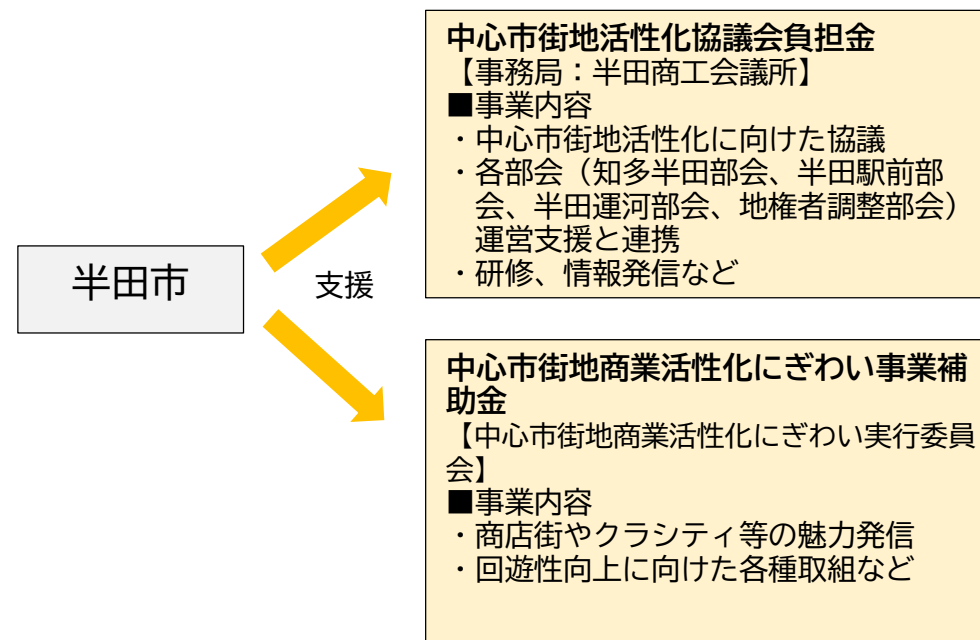 半田市
支援
中心市街地活性化協議会負担金
【事務局：半田商工会議所】
■事業内容
・中心市街地活性化に向けた協議
・各部会（知多半田部会、半田駅前部
会、半田運河部会、地権者調整部会）
運営支援と連携
・研修、情報発信など
中心市街地商業活性化にぎわい事業補
助金
【中心市街地商業活性化にぎわい実行委員
会】
■事業内容
・商店街やクラシティ等の魅力発信
・回遊性向上に向けた各種取組など